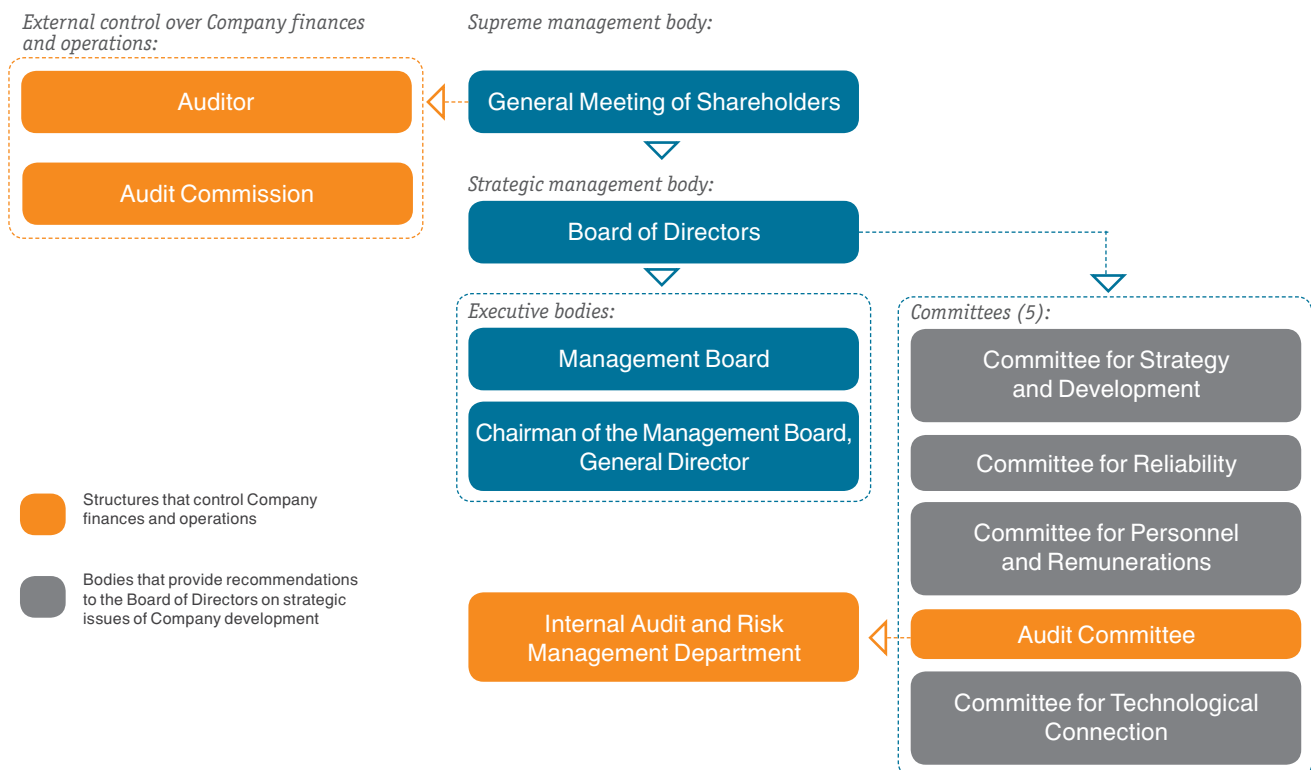 External control over Company finances
and operations:
Auditor
Audit Commission
Supreme management body:
General Meeting of Shareholders
Strategic management body:
Board of Directors
Executive bodies:
Management Board
Chairman of the Management Board,
General Director
Committees (5):
Committee for Strategy
and Development
Committee for Reliability
Committee for Personnel
and Remunerations
Audit Committee
Committee for Technological
Connection
Internal Audit and Risk
Management Department
Structures that control Company
finances and operations
Bodies that provide recommendations
to the Board of Directors on strategic
issues of Company development